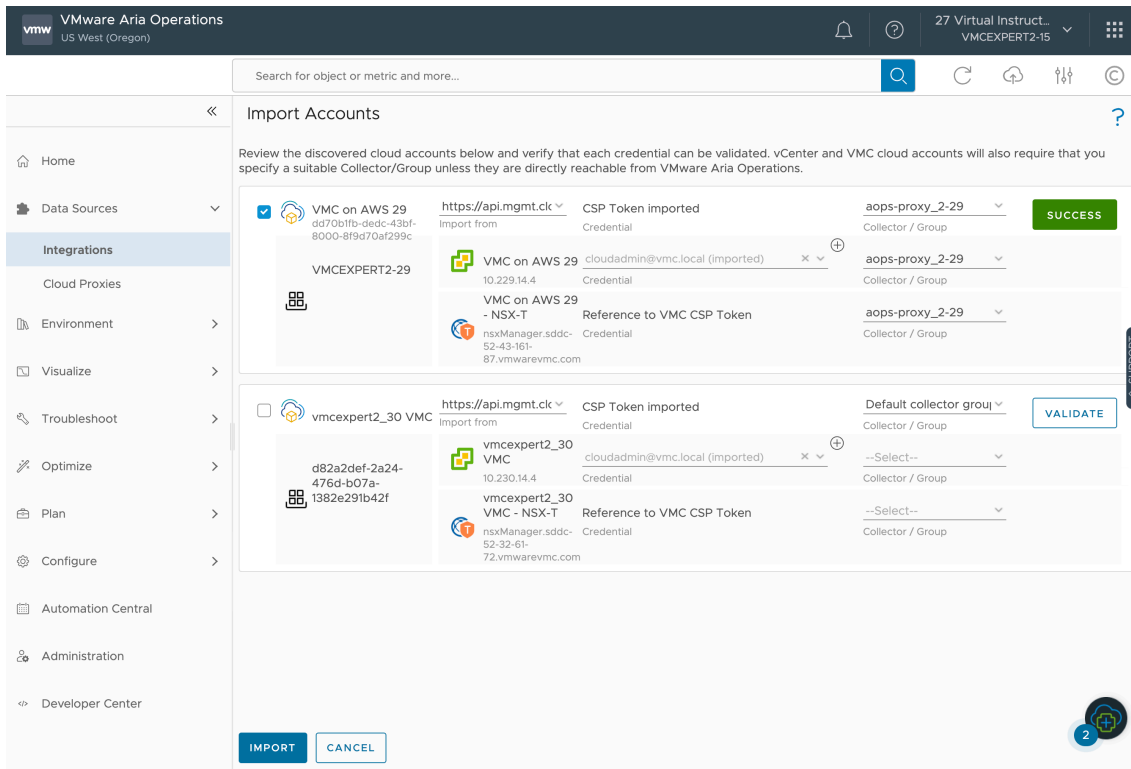 vmw
VMware Aria Operations
US West (Oregon)
27 Virtual Instruct...
VMCEXPERT2-15
Search for object or metric and more...
Import Accounts
Review the discovered cloud accounts below and verify that each credential can be validated. vCenter and VMC cloud accounts will also require that you
specify a suitable Collector/Group unless they are directly reachable from VMware Aria Operations.
Home
Data Sources
Integrations
Cloud Proxies
Environment
Visualize
Troubleshoot
Optimize
Plan
Configure
Automation Central
Administration
Developer Center
VMC on AWS 29
dd70b1fb-dedc-43bf-
8000-8f9d70af299c
https://api.mgmt.clc
Import from
CSP Token imported
Credential
aops-proxy_2-29
Collector / Group
SUCCESS
VMCEXPERT2-29
VMC on AWS 29
10.229.14.4
cloudadmin@vmc.local (imported)
Credential
aops-proxy_2-29
Collector / Group
VMC on AWS 29
- NSX-T
nsxManager.sddc-
52-43-161-
87.vmwarevmc.com
Reference to VMC CSP Token
Credential
aops-proxy_2-29
Collector / Group
vmcexpert2_30 VMC
https://api.mgmt.clc
Import from
CSP Token imported
Credential
Default collector grou
Collector / Group
VALIDATE
d82a2def-2a24-
476d-b07a-
1382e291b42f
vmcexpert2_30
VMC
10.230.14.4
cloudadmin@vmc.local (imported)
Credential
--Select--
Collector / Group
vmcexpert2_30
VMC - NSX-T
nsxManager.sddc-
52-32-61-
72.vmwarevmc.com
Reference to VMC CSP Token
Credential
--Select--
Collector / Group
IMPORT
CANCEL
2